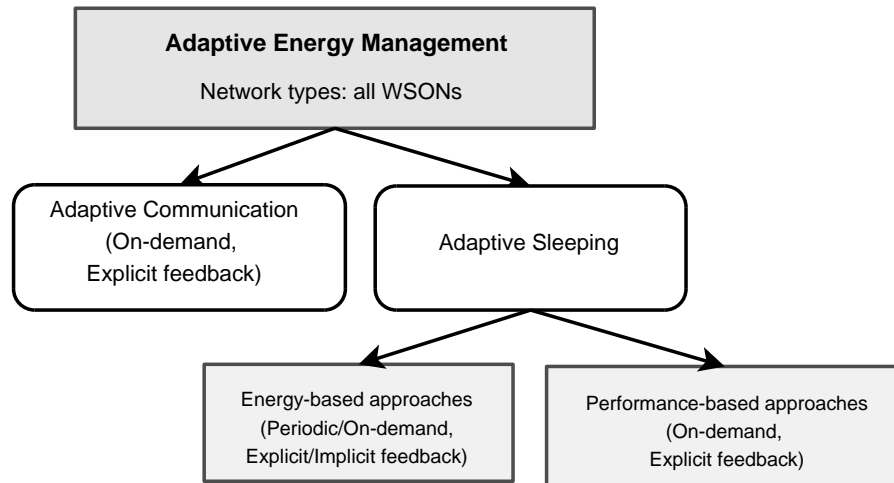 Adaptive Energy Management
Network types: all WSONs
Adaptive Communication
(On-demand,
Explicit feedback)
Adaptive Sleeping
Energy-based approaches
(Periodic/On-demand,
Explicit/Implicit feedback)
Performance-based approaches
(On-demand,
Explicit feedback)